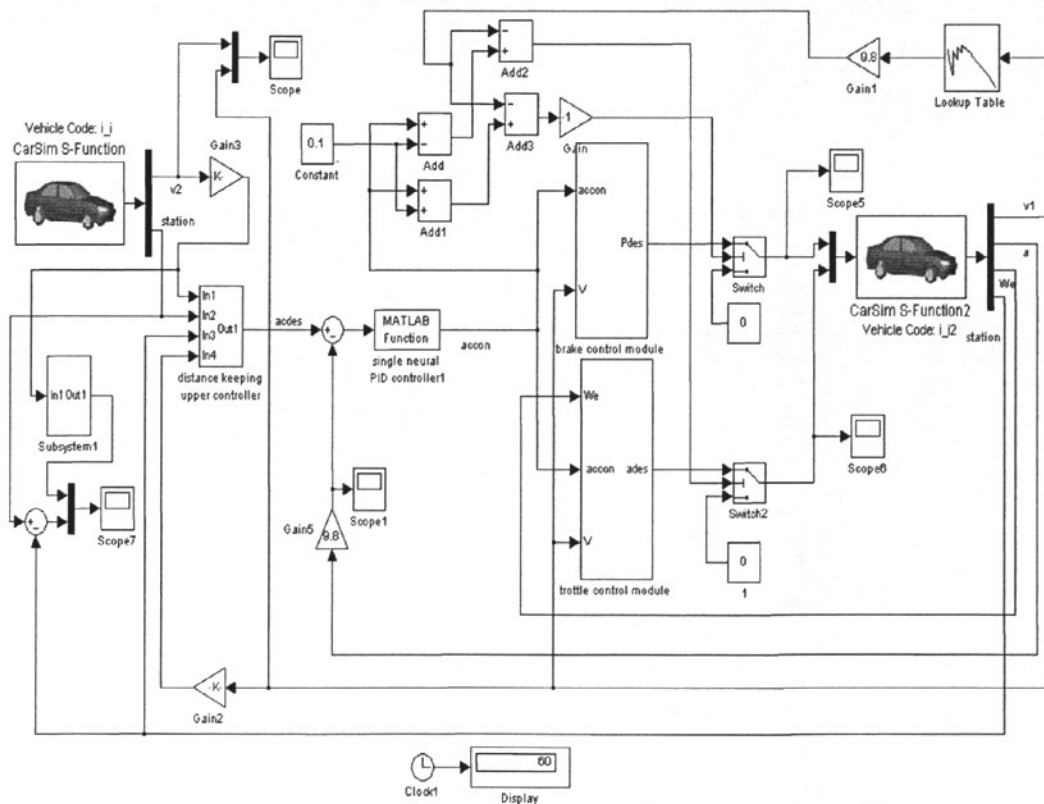 Scope
Vehicle Code: i_i
CarSim S-Function
Gain3
K
v2
station
0.1
Constant
Add
Add1
Add2
Add3
-1
Gain
9.8
Gain1
Lookup Table
Scope5
accon
Pdes
V
brake control module
Switch
0
CarSim S-Function2
Vehicle Code: i_i2
v1
a
We
station
In1
In2
In3
In4
Out1
distance keeping
upper controller
acdes
MATLAB
Function
single neural
PID controller1
accon
In1 Out1
Subsystem1
Scope7
9.8
Gain5
Scope1
We
accon
ades
V
trottle control module
Switch2
0
1
Scope6
-K-
Gain2
Clock1
60
Display